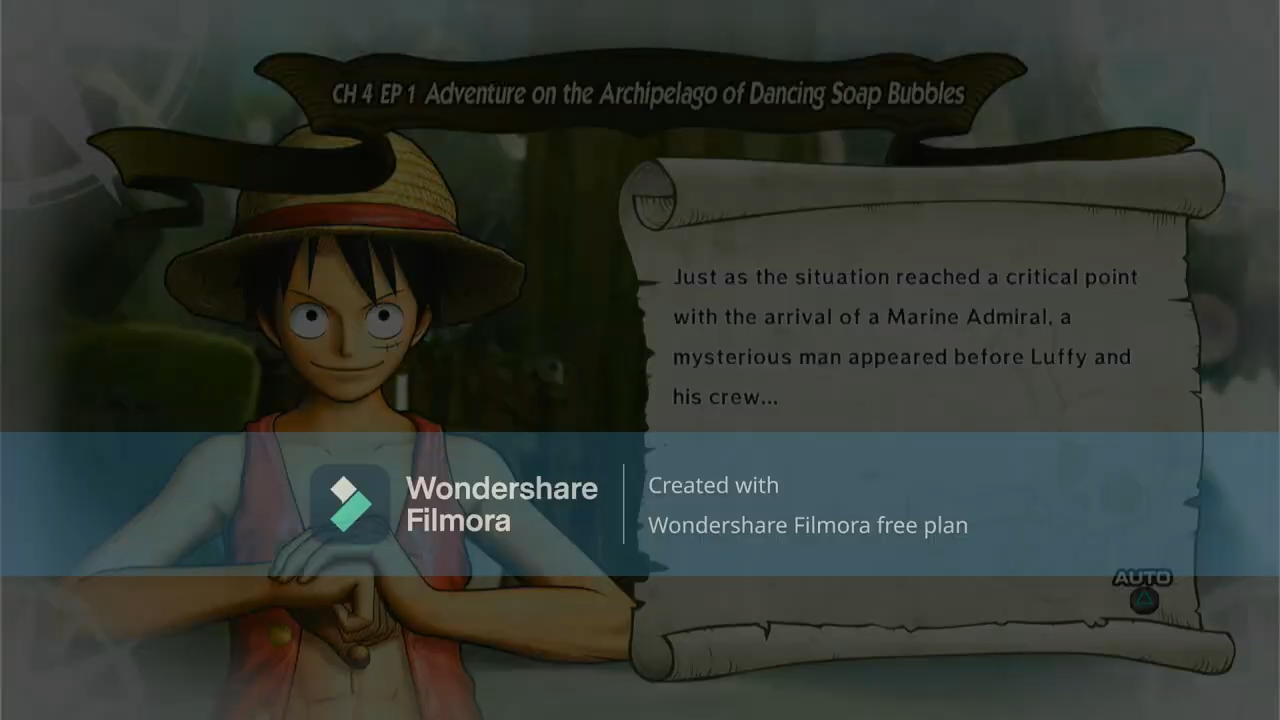 CH 4 EP 1 Adventure on the Archipelago of Dancing Soap Bubbles
Just as the situation reached a critical point
with the arrival of a Marine Admiral, a
mysterious man appeared before Luffy and
his crew...
Wondershare
Filmora
Created with
Wondershare Filmora free plan
AUTO